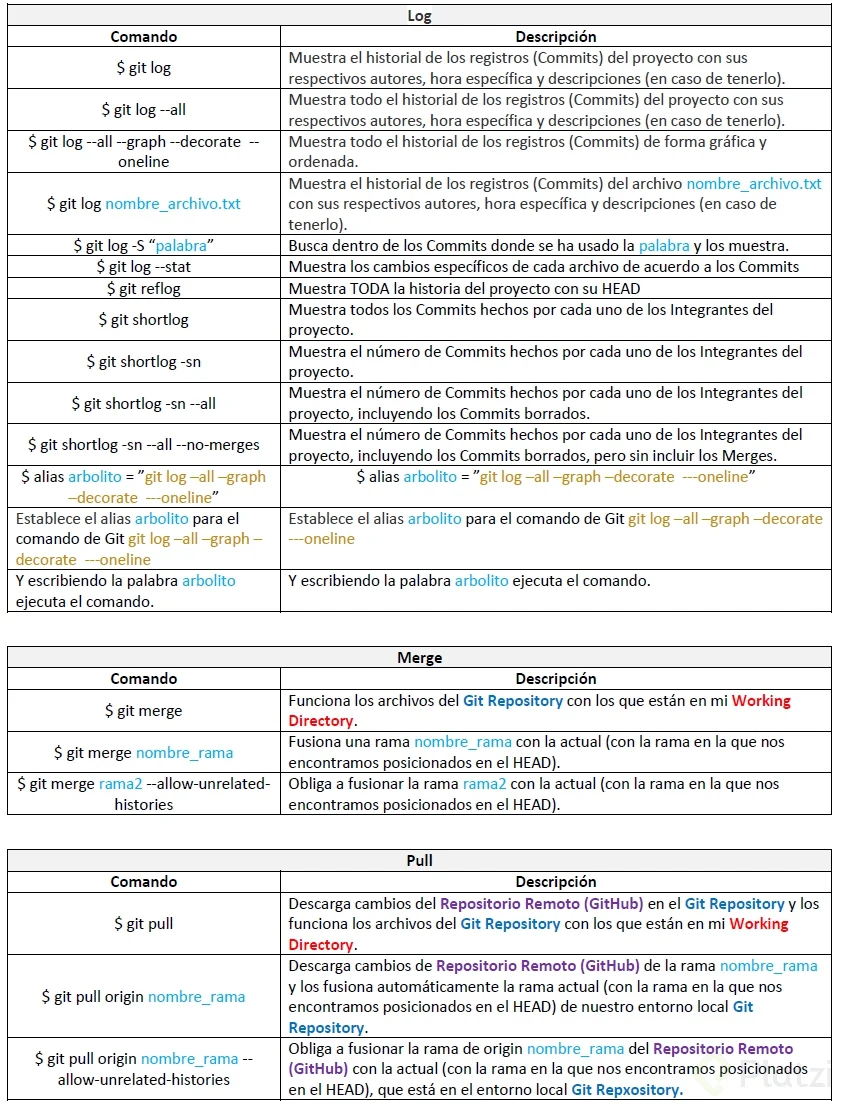 Log
Comando
Descripción
$ git log
Muestra el historial de los registros (Commits) del proyecto con sus
respectivos autores, hora específica y descripciones (en caso de tenerlo).
$ git log --all
Muestra todo el historial de los registros (Commits) del proyecto con sus
respectivos autores, hora específica y descripciones (en caso de tenerlo).
$ git log --all --graph --decorate --
oneline
Muestra todo el historial de los registros (Commits) de forma gráfica y
ordenada.
$ git log nombre_archivo.txt
Muestra el historial de los registros (Commits) del archivo nombre_archivo.txt
con sus respectivos autores, hora específica y descripciones (en caso de
tenerlo).
$ git log -S “palabra”
Busca dentro de los Commits donde se ha usado la palabra y los muestra.
$ git log --stat
Muestra los cambios específicos de cada archivo de acuerdo a los Commits
$ git reflog
Muestra TODA la historia del proyecto con su HEAD
$ git shortlog
Muestra todos los Commits hechos por cada uno de los Integrantes del
proyecto.
$ git shortlog -sn
Muestra el número de Commits hechos por cada uno de los Integrantes del
proyecto.
$ git shortlog -sn --all
Muestra el número de Commits hechos por cada uno de los Integrantes del
proyecto, incluyendo los Commits borrados.
$ git shortlog -sn --all --no-merges
Muestra el número de Commits hechos por cada uno de los Integrantes del
proyecto, incluyendo los Commits borrados, pero sin incluir los Merges.
$ alias arbolito = ”git log –all –graph
–decorate ---oneline”
$ alias arbolito = ”git log –all –graph –decorate ---oneline”
Establece el alias arbolito para el
comando de Git git log –all –graph –
decorate ---oneline
Establece el alias arbolito para el comando de Git git log –all –graph –decorate
---oneline
Y escribiendo la palabra arbolito
ejecuta el comando.
Y escribiendo la palabra arbolito ejecuta el comando.
Merge
Comando
Descripción
$ git merge
Funciona los archivos del Git Repository con los que están en mi Working
Directory.
$ git merge nombre_rama
Fusiona una rama nombre_rama con la actual (con la rama en la que nos
encontramos posicionados en el HEAD).
$ git merge rama2 --allow-unrelated-
histories
Obliga a fusionar la rama rama2 con la actual (con la rama en la que nos
encontramos posicionados en el HEAD).
Pull
Comando
Descripción
$ git pull
Descarga cambios del Repositorio Remoto (GitHub) en el Git Repository y los
funciona los archivos del Git Repository con los que están en mi Working
Directory.
$ git pull origin nombre_rama
Descarga cambios de Repositorio Remoto (GitHub) de la rama nombre_rama
y los fusiona automáticamente la rama actual (con la rama en la que nos
encontramos posicionados en el HEAD) de nuestro entorno local Git
Repository.
$ git pull origin nombre_rama --
allow-unrelated-histories
Obliga a fusionar la rama de origin nombre_rama del Repositorio Remoto
(GitHub) con la actual (con la rama en la que nos encontramos posicionados
en el HEAD), que está en el entorno local Git Repxository.
Platzi